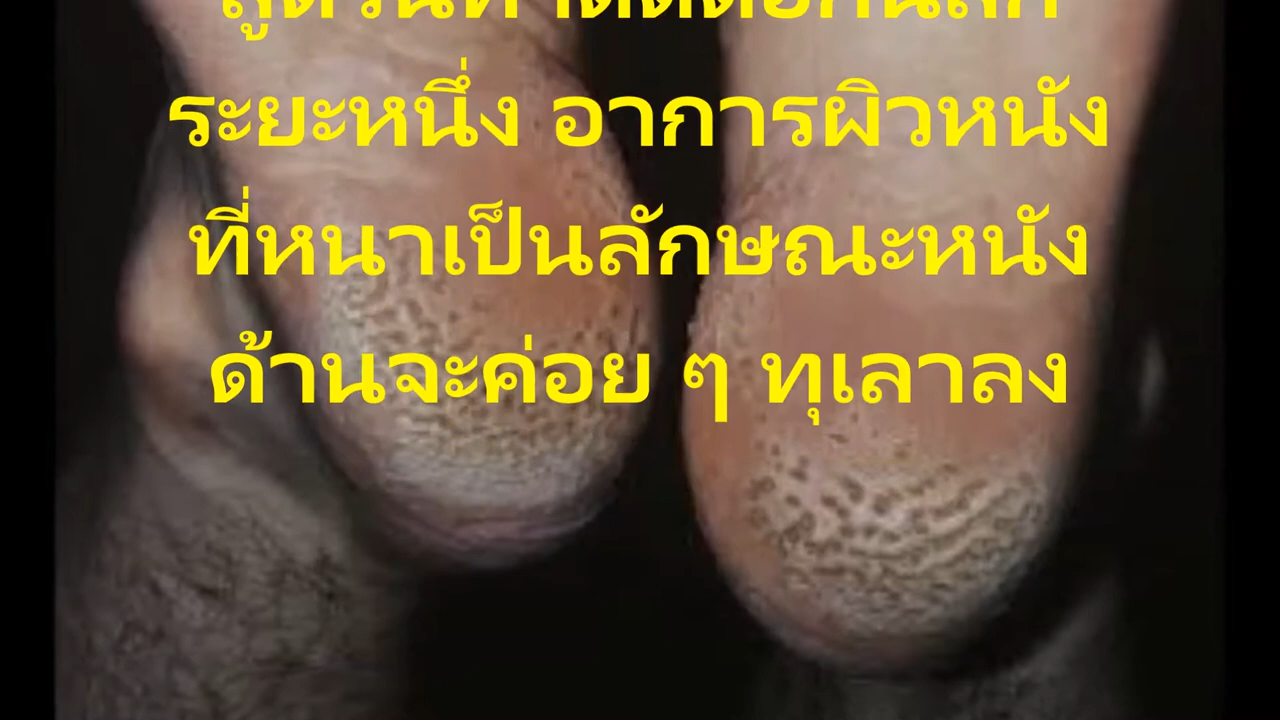 ระยะหนึ่ง อาการผิวหนัง
ที่หนาเป็นลักษณะหนัง
ด้านจะค่อย ๆ ทุเลาลง